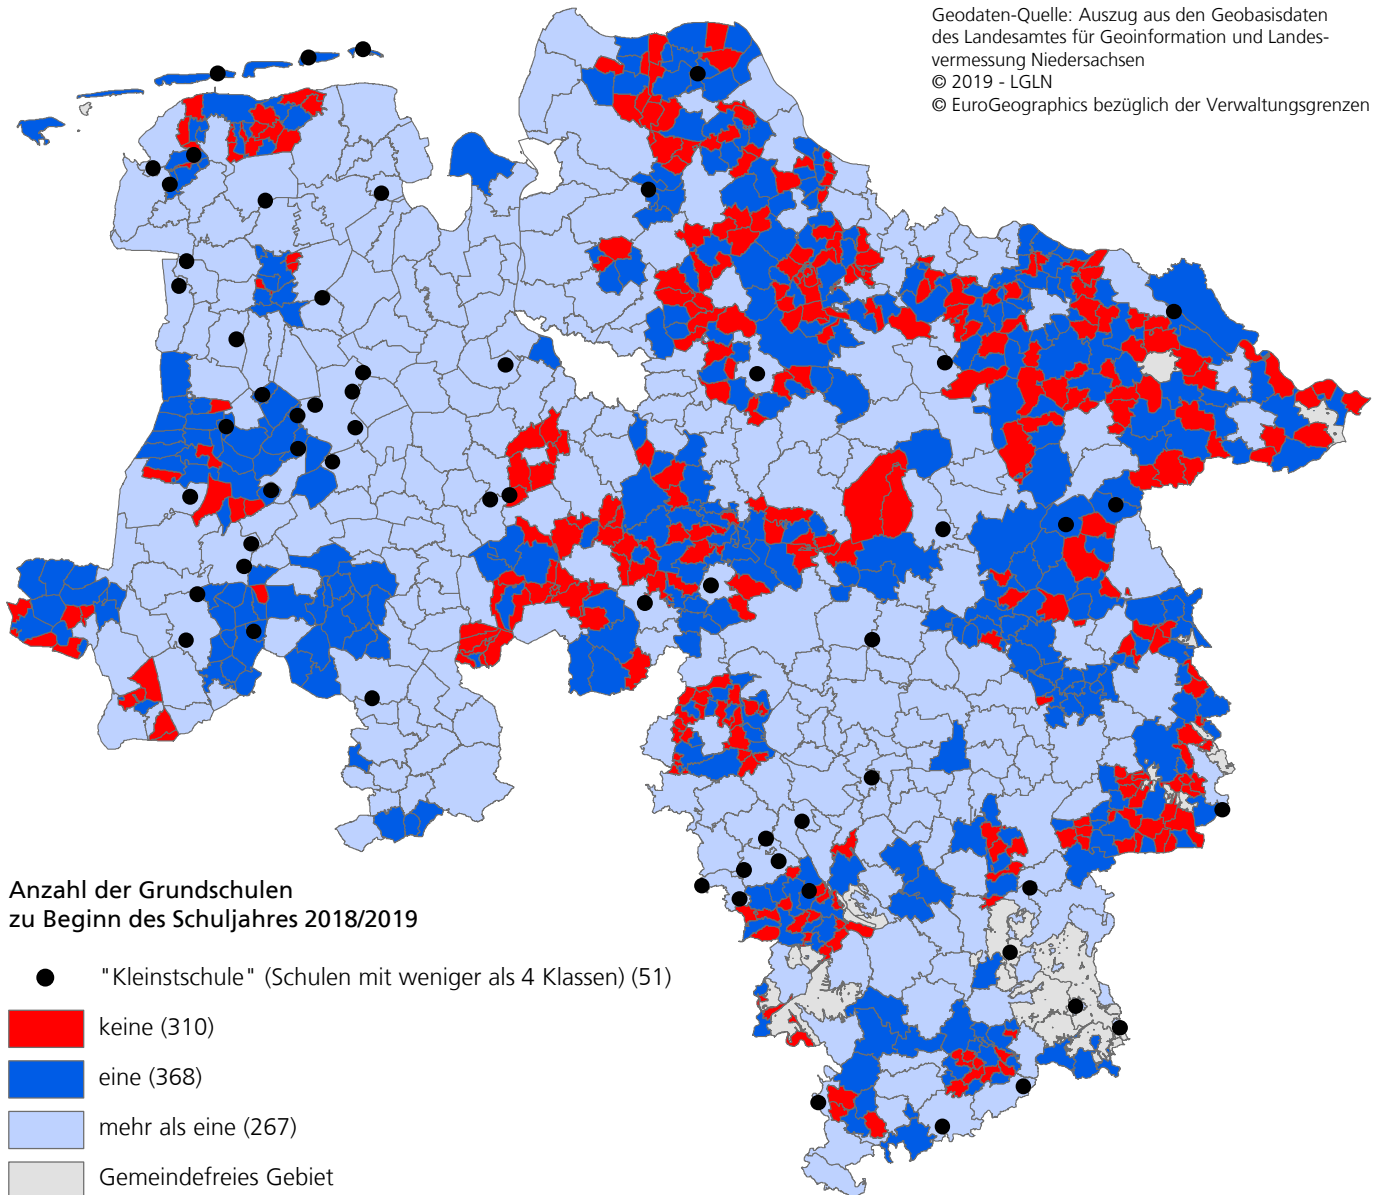 Geodaten-Quelle: Auszug aus den Geobasisdaten
des Landesamtes für Geoinformation und Landes-
vermessung Niedersachsen
© 2019 - LGLN
© EuroGeographics bezüglich der Verwaltungsgrenzen
Anzahl der Grundschulen
zu Beginn des Schuljahres 2018/2019
"Kleinstschule" (Schulen mit weniger als 4 Klassen) (51)
keine (310)
eine (368)
mehr als eine (267)
Gemeindefreies Gebiet